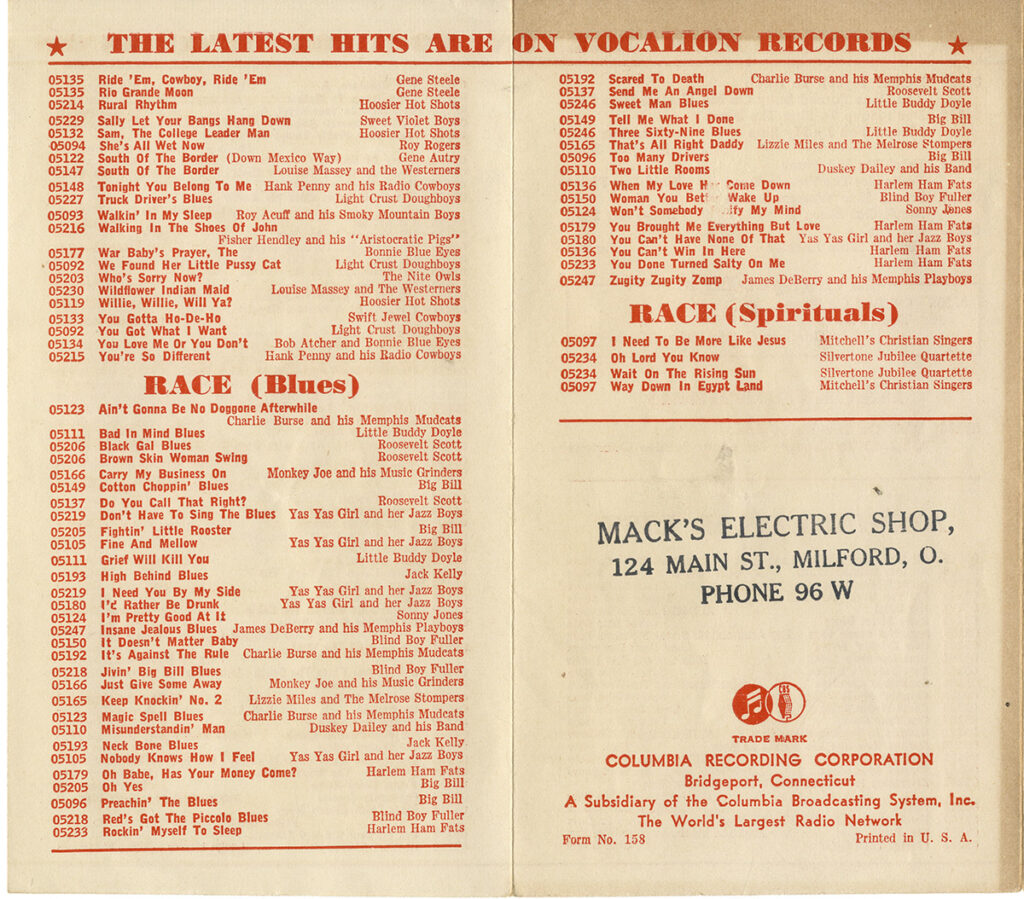 ★ THE LATEST HITS ARE ON VOCALION RECORDS ★
05135 Ride 'Em, Cowboy, Ride 'Em Gene Steele
05135 Rio Grande Moon Gene Steele
05214 Rural Rhythm Hoosier Hot Shots
05229 Sally Let Your Bangs Hang Down Sweet Violet Boys
05132 Sam, The College Leader Man Hoosier Hot Shots
05094 She's All Wet Now Roy Rogers
05122 South Of The Border (Down Mexico Way) Gene Autry
05147 South Of The Border Louise Massey and the Westerners
05148 Tonight You Belong To Me Hank Penny and his Radio Cowboys
05227 Truck Driver's Blues Light Crust Doughboys
05093 Walkin' In My Sleep Roy Acuff and his Smoky Mountain Boys
05216 Walking In The Shoes Of John
Fisher Hendley and his "Aristocratic Pigs"
05177 War Baby's Prayer, The Bonnie Blue Eyes
05092 We Found Her Little Pussy Cat Light Crust Doughboys
05203 Who's Sorry Now? The Nite Owls
05230 Wildflower Indian Maid Louise Massey and The Westerners
05119 Willie, Willie, Will Ya? Hoosier Hot Shots
05133 You Gotta Ho-De-Ho Swift Jewel Cowboys
05092 You Got What I Want Light Crust Doughboys
05134 You Love Me Or You Don't Bob Atcher and Bonnie Blue Eyes
05215 You're So Different Hank Penny and his Radio Cowboys
RACE (Blues)
05123 Ain't Gonna Be No Doggone Afterwhile
Charlie Burse and his Memphis Mudcats
05111 Bad In Mind Blues Little Buddy Doyle
05206 Black Gal Blues Roosevelt Scott
05206 Brown Skin Woman Swing Roosevelt Scott
05166 Carry My Business On Monkey Joe and his Music Grinders
05149 Cotton Choppin' Blues Big Bill
05137 Do You Call That Right? Roosevelt Scott
05219 Don't Have To Sing The Blues Yas Yas Girl and her Jazz Boys
05205 Fightin' Little Rooster Big Bill
05105 Fine And Mellow Yas Yas Girl and her Jazz Boys
05111 Grief Will Kill You Little Buddy Doyle
05193 High Behind Blues Jack Kelly
05219 I Need You By My Side Yas Yas Girl and her Jazz Boys
05180 I'd Rather Be Drunk Yas Yas Girl and her Jazz Boys
05124 I'm Pretty Good At It Sonny Jones
05247 Insane Jealous Blues James DeBerry and his Memphis Playboys
05150 It Doesn't Matter Baby Blind Boy Fuller
05192 It's Against The Rule Charlie Burse and his Memphis Mudcats
05218 Jivin' Big Bill Blues Blind Boy Fuller
05166 Just Give Some Away Monkey Joe and his Music Grinders
05165 Keep Knockin' No. 2 Lizzie Miles and The Melrose Stompers
05123 Magic Spell Blues Charlie Burse and his Memphis Mudcats
05110 Misunderstandin' Man Duskey Dailey and his Band
05193 Neck Bone Blues Jack Kelly
05105 Nobody Knows How I Feel Yas Yas Girl and her Jazz Boys
05179 Oh Babe, Has Your Money Come? Harlem Ham Fats
05205 Oh Yes Big Bill
05096 Preachin' The Blues Big Bill
05218 Red's Got The Piccolo Blues Blind Boy Fuller
05233 Rockin' Myself To Sleep Harlem Ham Fats
05192 Scared To Death Charlie Burse and his Memphis Mudcats
05137 Send Me An Angel Down Roosevelt Scott
05246 Sweet Man Blues Little Buddy Doyle
05149 Tell Me What I Done Big Bill
05246 Three Sixty-Nine Blues Little Buddy Doyle
05165 That's All Right Daddy Lizzie Miles and The Melrose Stompers
05096 Too Many Drivers Big Bill
05110 Two Little Rooms Duskey Dailey and his Band
05136 When My Love Come Down Harlem Ham Fats
05150 Woman You Wake Up Blind Boy Fuller
05124 Won't Somebody My Mind Sonny Jones
05179 You Brought Me Everything But Love Harlem Ham Fats
05180 You Can't Have None Of That Yas Yas Girl and her Jazz Boys
05136 You Can't Win In Here Harlem Ham Fats
05233 You Done Turned Salty On Me Harlem Ham Fats
05247 Zugity Zugity Zomp James DeBerry and his Memphis Playboys
RACE (Spirituals)
05097 I Need To Be More Like Jesus Mitchell's Christian Singers
05234 Oh Lord You Know Silvertone Jubilee Quartette
05234 Wait On The Rising Sun Silvertone Jubilee Quartette
05097 Way Down In Egypt Land Mitchell's Christian Singers
MACK'S ELECTRIC SHOP,
124 MAIN ST., MILFORD, O.
PHONE 96 W
CBS
TRADE MARK
COLUMBIA RECORDING CORPORATION
Bridgeport, Connecticut
A Subsidiary of the Columbia Broadcasting System, Inc.
The World's Largest Radio Network
Form No. 158 Printed in U. S. A.